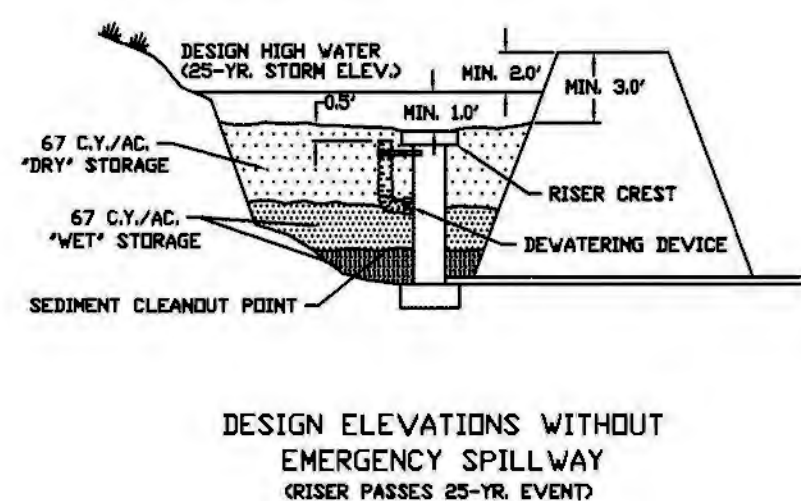 DESIGN HIGH WATER
(25-YR. STORM ELEV.)
MIN. 2.0'
MIN. 3.0'
0.5'
MIN. 1.0'
67 C.Y./AC.
"DRY" STORAGE
RISER CREST
67 C.Y./AC.
"WET" STORAGE
DEWATERING DEVICE
SEDIMENT CLEANOUT POINT
DESIGN ELEVATIONS WITHOUT
EMERGENCY SPILLWAY
(RISER PASSES 25-YR. EVENT)